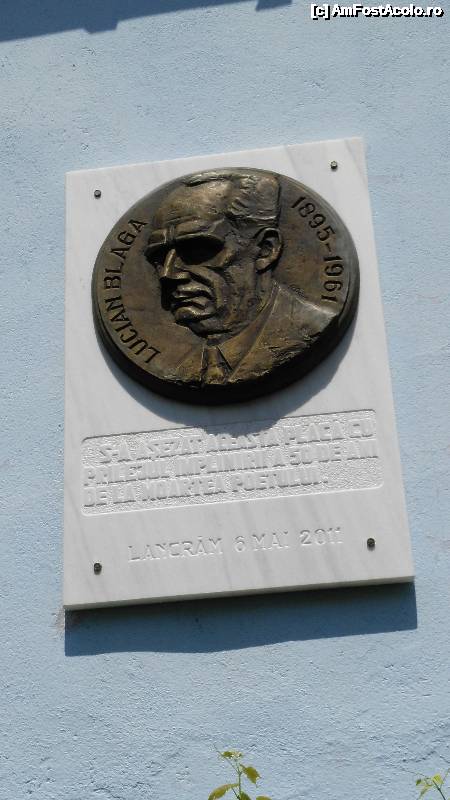 [c] AmFostAcolo.ro
LUCIAN BLAGA
1895-1961
S-A AȘEZAT ACEASTĂ PLACĂ CU
PRILEJUL ÎMPLINIRII A 50 DE ANI
DE LA MOARTEA POETULUI.
LANCRĂM 6 MAI 2011